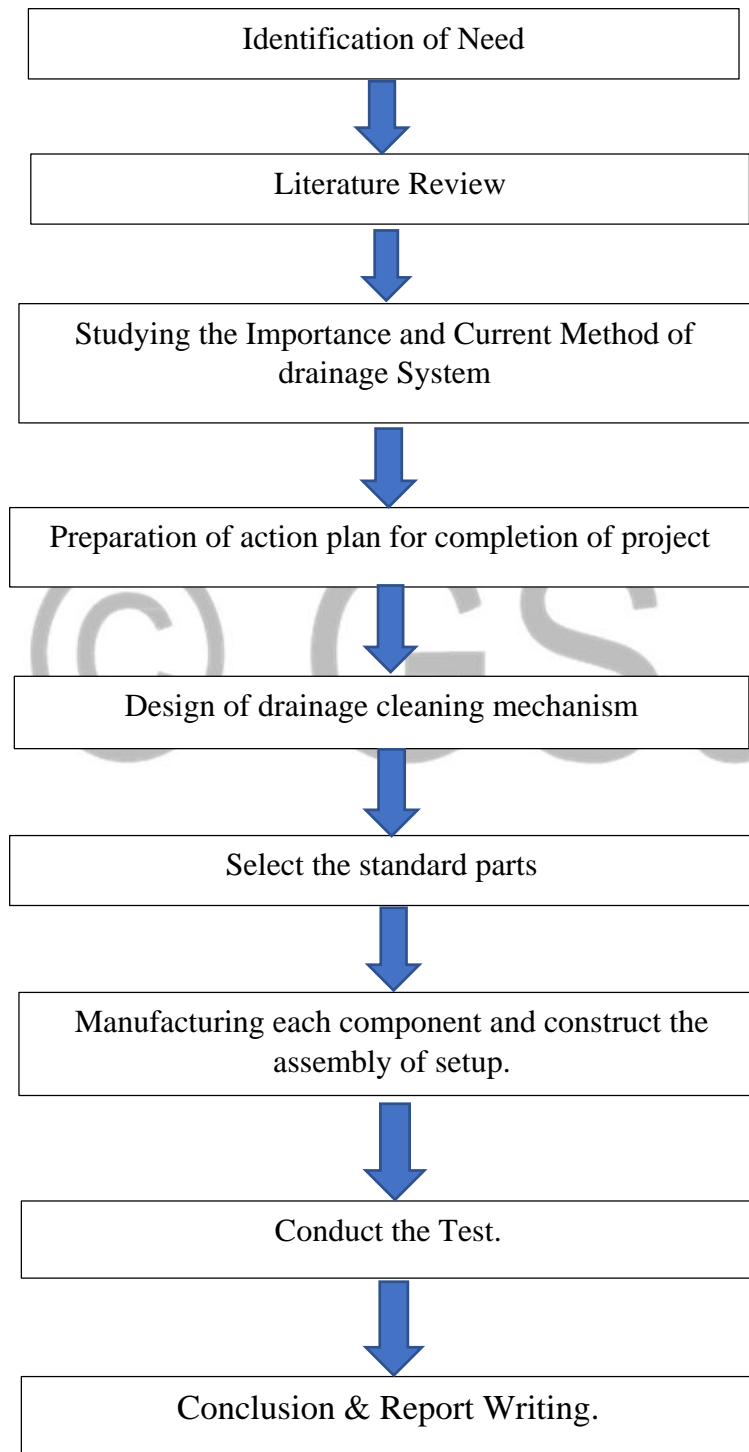 Identification of Need
Literature Review
Studying the Importance and Current Method of
drainage System
Preparation of action plan for completion of project
© GS
Design of drainage cleaning mechanism
Select the standard parts
Manufacturing each component and construct the
assembly of setup.
Conduct the Test.
Conclusion & Report Writing.